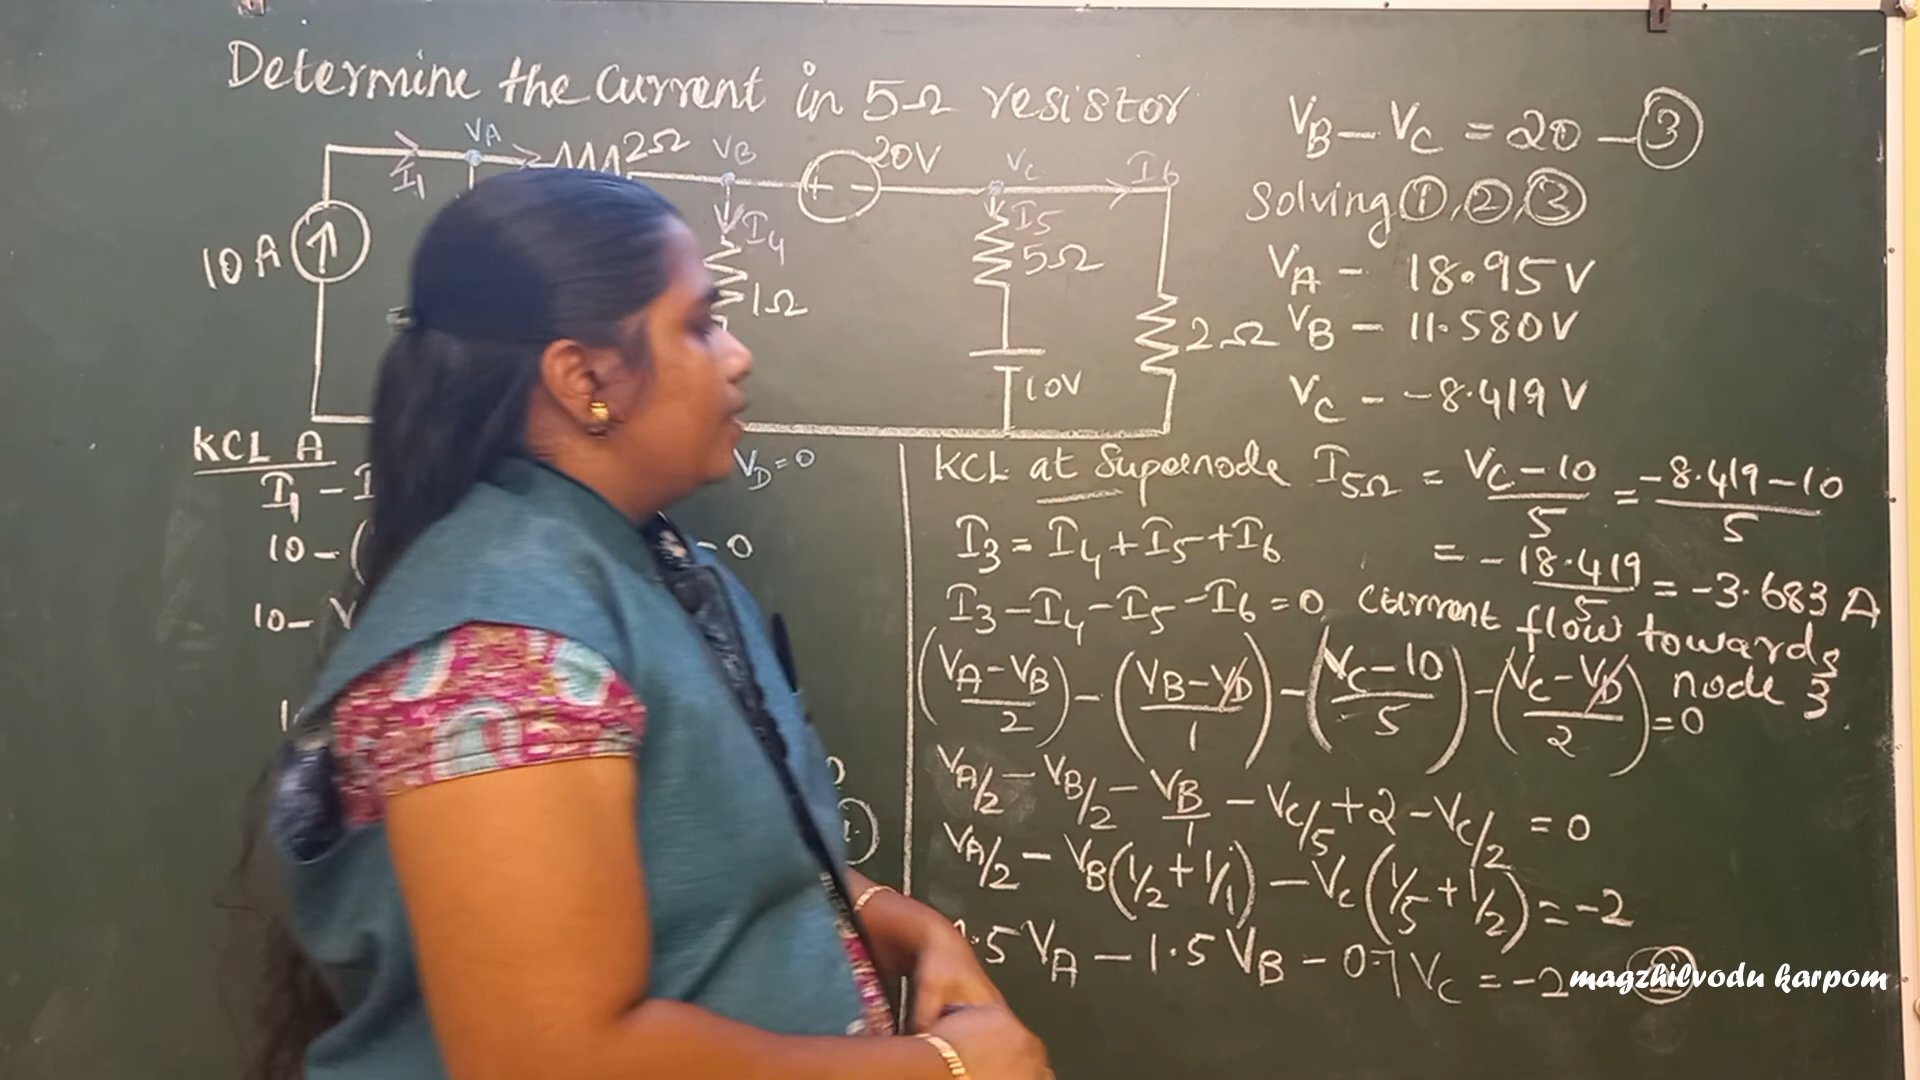 Determine the current in 5Ω resistor
VA
2Ω
VB
20V
VC
I6
I1
10A
+ -
I4
1Ω
I5
5Ω
10V
2Ω
VD=0
KCL A
I1 - I
10 - (
- 0
10 - V
VB - VC = 20 - ③
Solving ①, ②, ③
VA - 18.95V
VB - 11.580V
VC - -8.419V
KCL at Supernode
I3 = I4 + I5 + I6
I3 - I4 - I5 - I6 = 0
(VA - VB / 2) - (VB - VD / 1) - (VC - 10 / 5) - (VC - VD / 2) = 0
VA/2 - VB/2 - VB/1 - VC/5 + 2 - VC/2 = 0
VA/2 - VB(1/2 + 1/1) - VC(1/5 + 1/2) = -2
.5VA - 1.5VB - 0.7VC = -2
I5Ω = VC - 10 / 5 = -8.419 - 10 / 5
= -18.419 / 5 = -3.683 A
current flow towards
node 3
magzhilvodu karpom